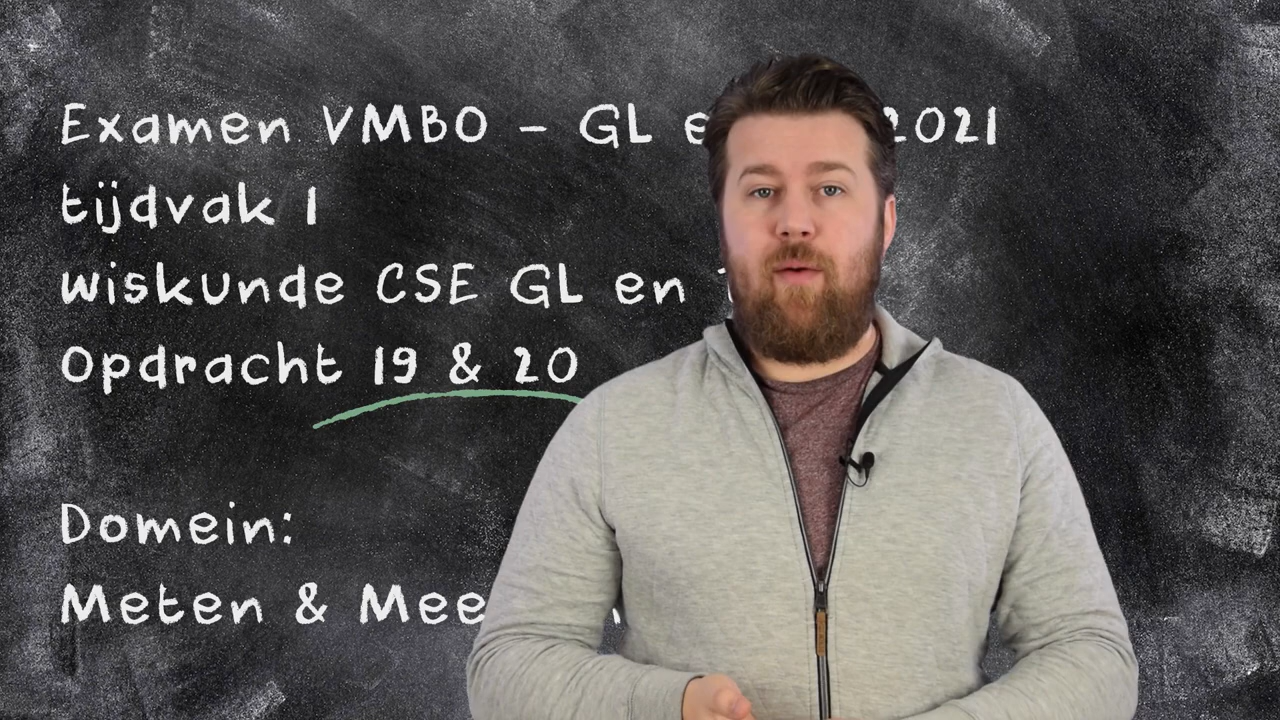 Examen VMBO - GL e 2021
tijdvak 1
wiskunde CSE GL en
Opdracht 19 & 20
Domein:
Meten & Mee